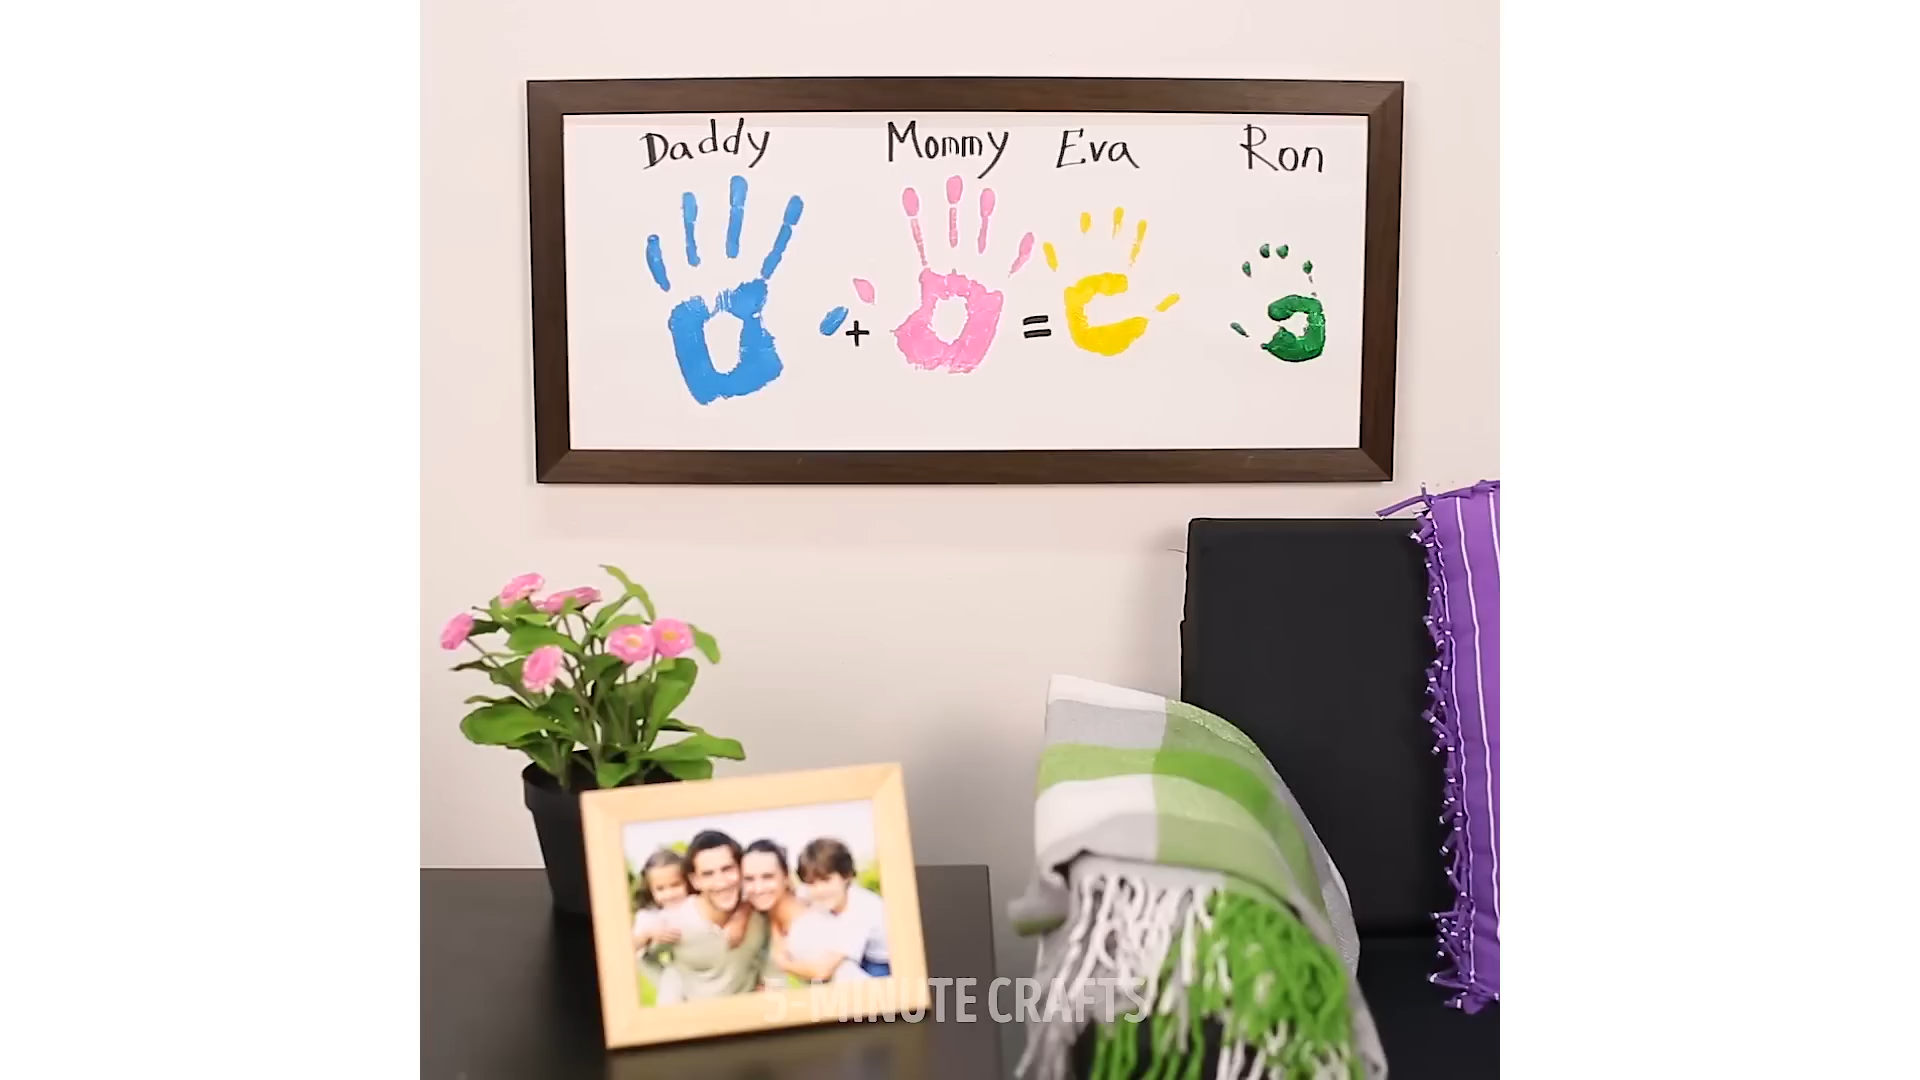 Daddy Mommy Eva Ron
+ =
5-MINUTE CRAFTS